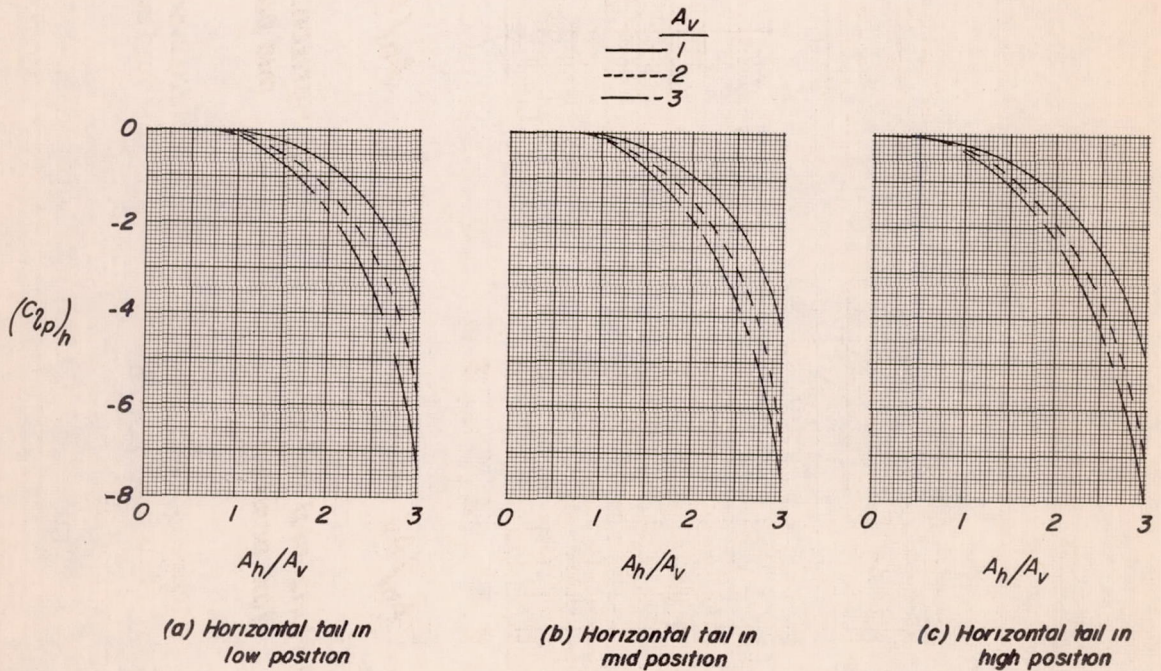 A_v
1
2
3
0
-2
-4
-6
-8
(C_{l_p})_h
0 1 2 3
0 1 2 3
0 1 2 3
A_h/A_v
A_h/A_v
A_h/A_v
(a) Horizontal tail in
low position
(b) Horizontal tail in
mid position
(c) Horizontal tail in
high position